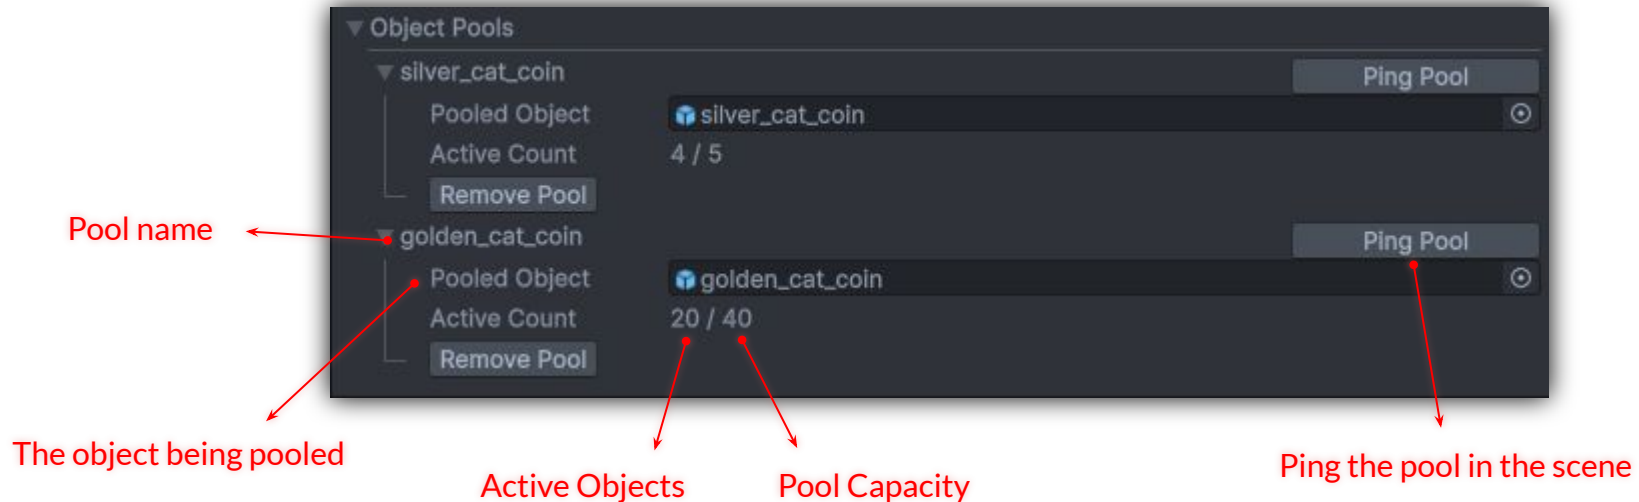 Object Pools
silver_cat_coin
Ping Pool
Pooled Object
silver_cat_coin
Active Count
4 / 5
Remove Pool
Pool name
golden_cat_coin
Ping Pool
Pooled Object
golden_cat_coin
Active Count
20 / 40
Remove Pool
The object being pooled
Active Objects
Pool Capacity
Ping the pool in the scene